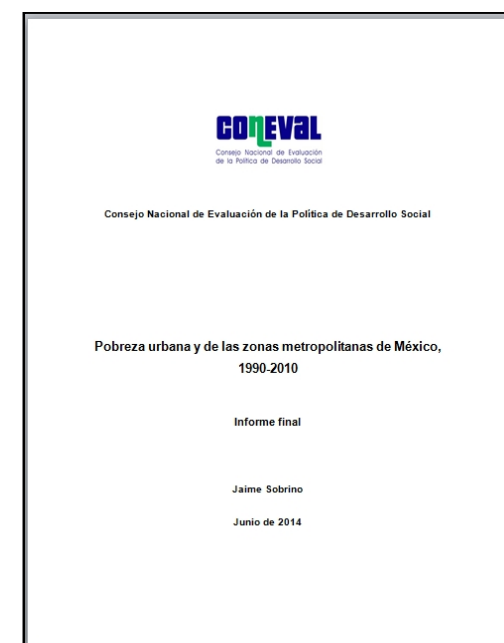 CONEVAL
Consejo Nacional de Evaluación
de la Política de Desarrollo Social
Consejo Nacional de Evaluación de la Política de Desarrollo Social
Pobreza urbana y de las zonas metropolitanas de México,
1990-2010
Informe final
Jaime Sobrino
Junio de 2014